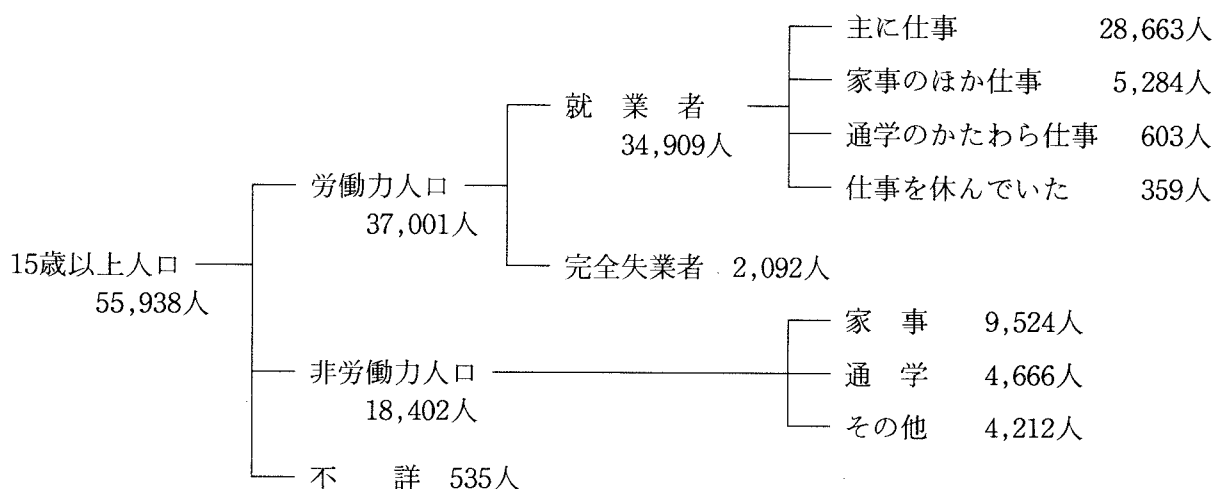 主に仕事 28,663人
家事のほか仕事 5,284人
就業者
34,909人
通学のかたわら仕事 603人
仕事を休んでいた 359人
労働力人口
37,001人
15歳以上人口
55,938人
完全失業者 2,092人
家事 9,524人
非労働力人口
18,402人
通学 4,666人
その他 4,212人
不詳 535人